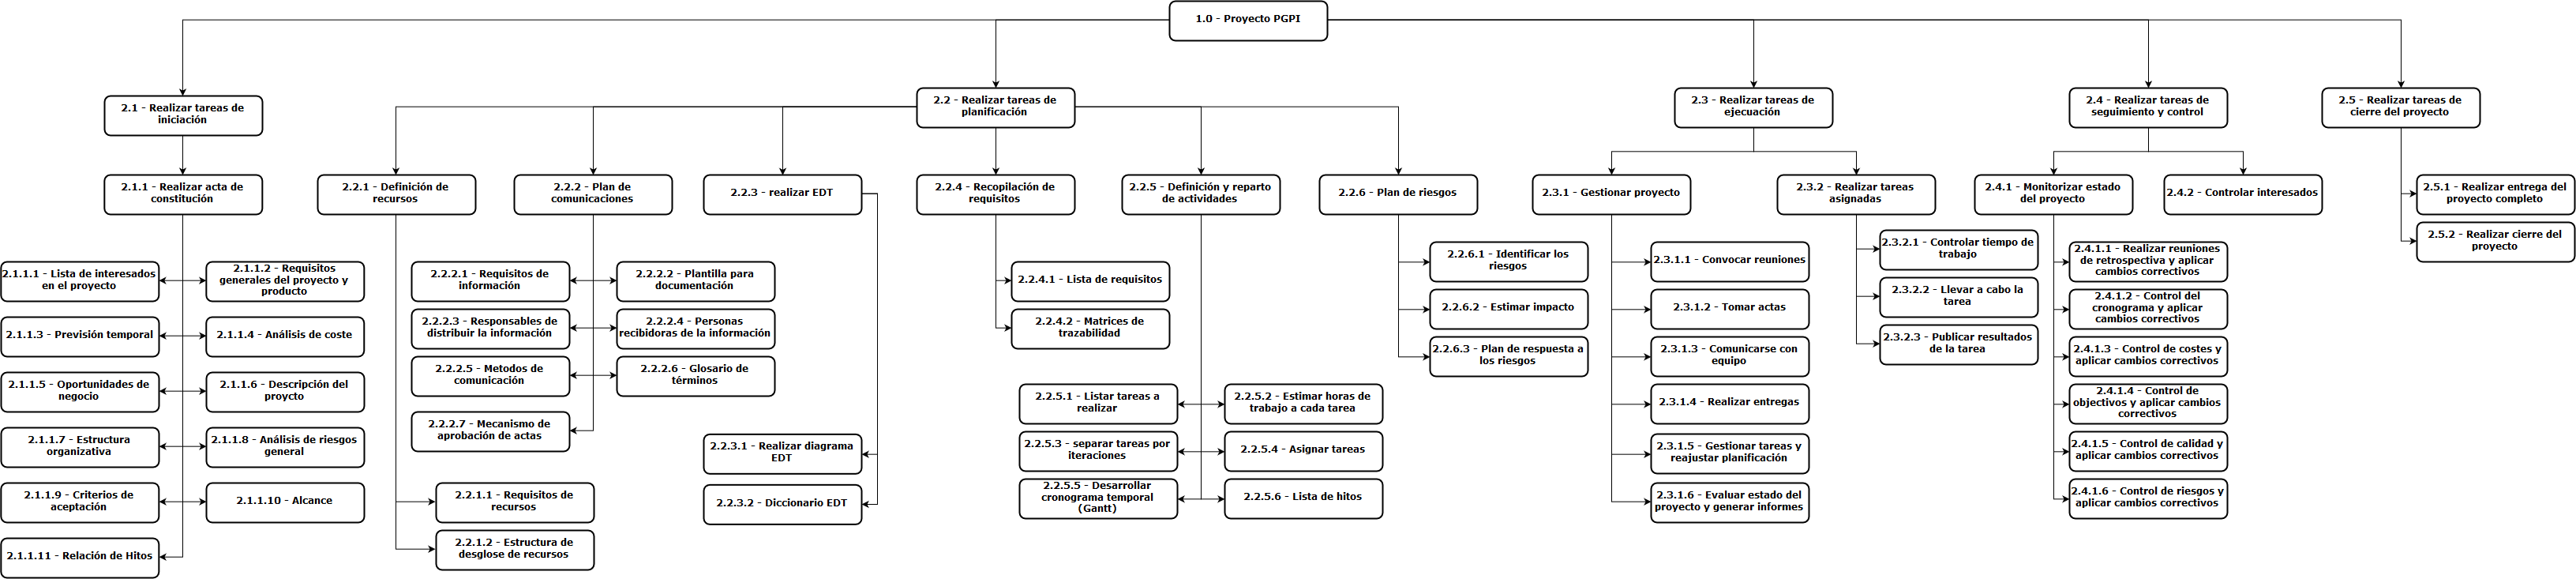 1.0 - Proyecto PGPI
2.1 - Realizar tareas de
iniciación
2.2 - Realizar tareas de
planificación
2.3 - Realizar tareas de
ejecuación
2.4 - Realizar tareas de
seguimiento y control
2.5 - Realizar tareas de
cierre del proyecto
2.1.1 - Realizar acta de
constitución
2.2.1 - Definición de
recursos
2.2.2 - Plan de
comunicaciones
2.2.3 - realizar EDT
2.2.4 - Recopilación de
requisitos
2.2.5 - Definición y reparto
de actividades
2.2.6 - Plan de riesgos
2.3.1 - Gestionar proyecto
2.3.2 - Realizar tareas
asignadas
2.4.1 - Monitorizar estado
del proyecto
2.4.2 - Controlar interesados
2.5.1 - Realizar entrega del
proyecto completo
2.5.2 - Realizar cierre del
proyecto
2.1.1.1 - Lista de interesados
en el proyecto
2.1.1.2 - Requisitos
generales del proyecto y
producto
2.1.1.3 - Previsión temporal
2.1.1.4 - Análisis de coste
2.1.1.5 - Oportunidades de
negocio
2.1.1.6 - Descripción del
proycto
2.1.1.7 - Estructura
organizativa
2.1.1.8 - Análisis de riesgos
general
2.1.1.9 - Criterios de
aceptación
2.1.1.10 - Alcance
2.1.1.11 - Relación de Hitos
2.2.1.1 - Requisitos de
recursos
2.2.1.2 - Estructura de
desglose de recursos
2.2.2.1 - Requisitos de
información
2.2.2.2 - Plantilla para
documentación
2.2.2.3 - Responsables de
distribuir la información
2.2.2.4 - Personas
recibidoras de la información
2.2.2.5 - Metodos de
comunicación
2.2.2.6 - Glosario de
términos
2.2.2.7 - Mecanismo de
aprobación de actas
2.2.3.1 - Realizar diagrama
EDT
2.2.3.2 - Diccionario EDT
2.2.4.1 - Lista de requisitos
2.2.4.2 - Matrices de
trazabilidad
2.2.5.1 - Listar tareas a
realizar
2.2.5.2 - Estimar horas de
trabajo a cada tarea
2.2.5.3 - separar tareas por
iteraciones
2.2.5.4 - Asignar tareas
2.2.5.5 - Desarrollar
cronograma temporal
(Gantt)
2.2.5.6 - Lista de hitos
2.2.6.1 - Identificar los
riesgos
2.2.6.2 - Estimar impacto
2.2.6.3 - Plan de respuesta a
los riesgos
2.3.1.1 - Convocar reuniones
2.3.1.2 - Tomar actas
2.3.1.3 - Comunicarse con
equipo
2.3.1.4 - Realizar entregas
2.3.1.5 - Gestionar tareas y
reajustar planificación
2.3.1.6 - Evaluar estado del
proyecto y generar informes
2.3.2.1 - Controlar tiempo de
trabajo
2.3.2.2 - Llevar a cabo la
tarea
2.3.2.3 - Publicar resultados
de la tarea
2.4.1.1 - Realizar reuniones
de retrospectiva y aplicar
cambios correctivos
2.4.1.2 - Control del
cronograma y aplicar
cambios correctivos
2.4.1.3 - Control de costes y
aplicar cambios correctivos
2.4.1.4 - Control de
objectivos y aplicar cambios
correctivos
2.4.1.5 - Control de calidad y
aplicar cambios correctivos
2.4.1.6 - Control de riesgos y
aplicar cambios correctivos